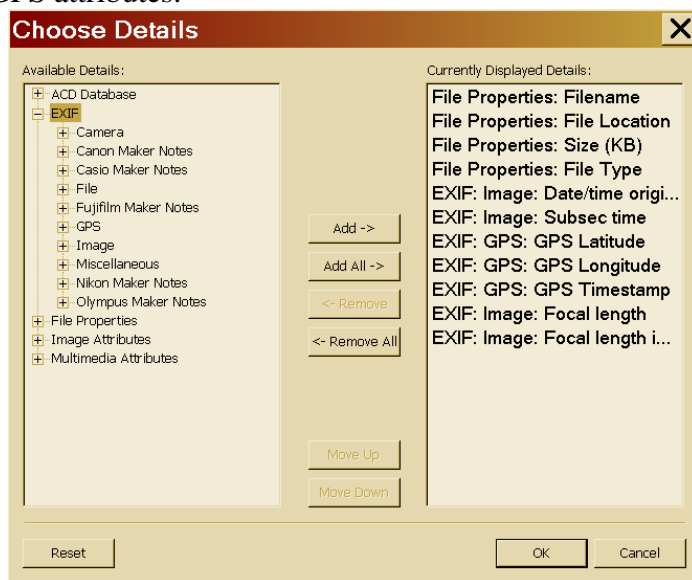 GPS attributes.
Choose Details
Available Details:
ACD Database
EXIF
Camera
Canon Maker Notes
Casio Maker Notes
File
Fujifilm Maker Notes
GPS
Image
Miscellaneous
Nikon Maker Notes
Olympus Maker Notes
File Properties
Image Attributes
Multimedia Attributes
Add ->
Add All ->
<- Remove
<- Remove All
Move Up
Move Down
Currently Displayed Details:
File Properties: Filename
File Properties: File Location
File Properties: Size (KB)
File Properties: File Type
EXIF: Image: Date/time origi...
EXIF: Image: Subsec time
EXIF: GPS: GPS Latitude
EXIF: GPS: GPS Longitude
EXIF: GPS: GPS Timestamp
EXIF: Image: Focal length
EXIF: Image: Focal length i...
Reset
OK
Cancel